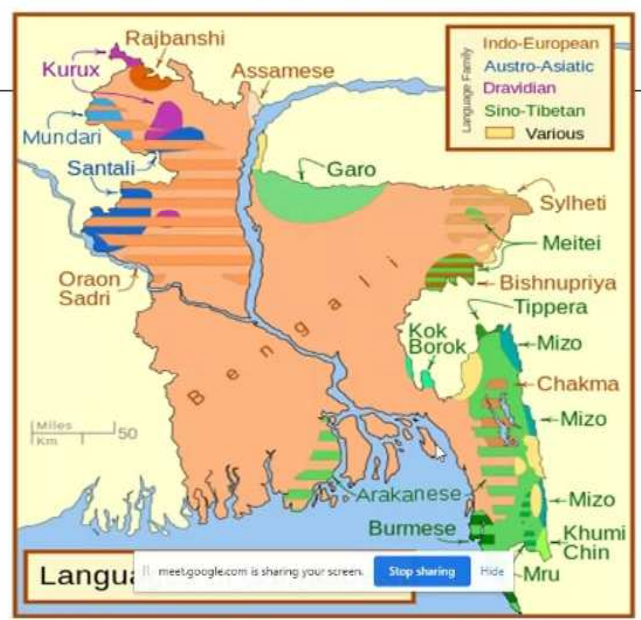 Rajbanshi
Kurux
Assamese
Language Family
Indo-European
Austro-Asiatic
Dravidian
Sino-Tibetan
Various
Mundari
Santali
Garo
Sylheti
Meitei
Oraon
Sadri
Bishnupriya
Tippera
Bengali
Kok
Borok
Mizo
Chakma
Mizo
Miles
Km
50
Arakanese
Mizo
Burmese
Khumi
Chin
Mru
meet.google.com is sharing your screen.
Stop sharing
Hide